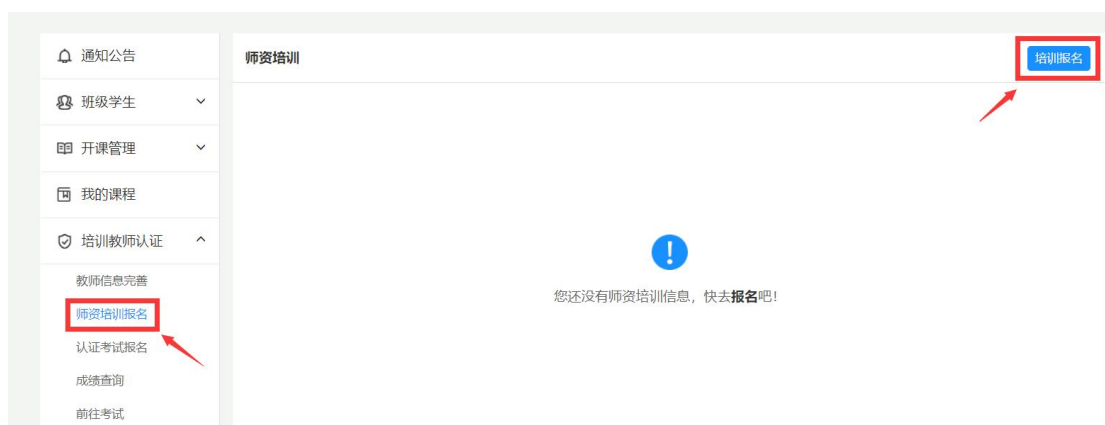 通知公告
班级学生
开课管理
我的课程
培训教师认证
教师信息完善
师资培训报名
认证考试报名
成绩查询
前往考试
师资培训
培训报名
您还没有师资培训信息，快去报名吧！